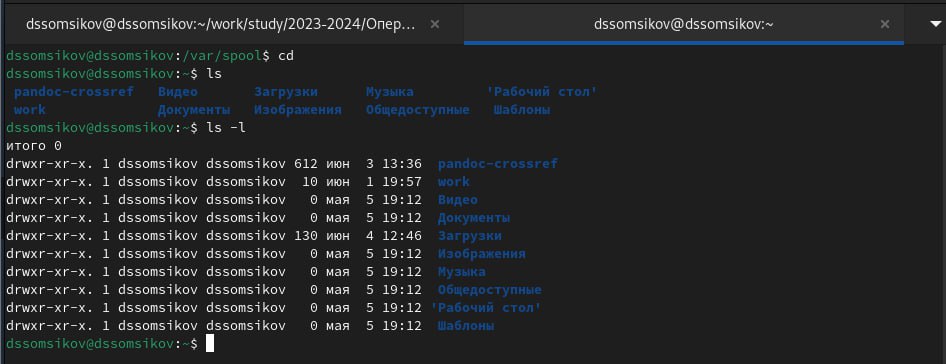 dssomsikov@dssomsikov:~/work/study/2023-2024/Опер... × dssomsikov@dssomsikov:~ ×
dssomsikov@dssomsikov:/var/spool$ cd
dssomsikov@dssomsikov:~$ ls
pandoc-crossref Видео Загрузки Музыка 'Рабочий стол'
work Документы Изображения Общедоступные Шаблоны
dssomsikov@dssomsikov:~$ ls -l
итого 0
drwxr-xr-x. 1 dssomsikov dssomsikov 612 июн 3 13:36 pandoc-crossref
drwxr-xr-x. 1 dssomsikov dssomsikov 10 июн 1 19:57 work
drwxr-xr-x. 1 dssomsikov dssomsikov 0 мая 5 19:12 Видео
drwxr-xr-x. 1 dssomsikov dssomsikov 0 мая 5 19:12 Документы
drwxr-xr-x. 1 dssomsikov dssomsikov 130 июн 4 12:46 Загрузки
drwxr-xr-x. 1 dssomsikov dssomsikov 0 мая 5 19:12 Изображения
drwxr-xr-x. 1 dssomsikov dssomsikov 0 мая 5 19:12 Музыка
drwxr-xr-x. 1 dssomsikov dssomsikov 0 мая 5 19:12 Общедоступные
drwxr-xr-x. 1 dssomsikov dssomsikov 0 мая 5 19:12 'Рабочий стол'
drwxr-xr-x. 1 dssomsikov dssomsikov 0 мая 5 19:12 Шаблоны
dssomsikov@dssomsikov:~$